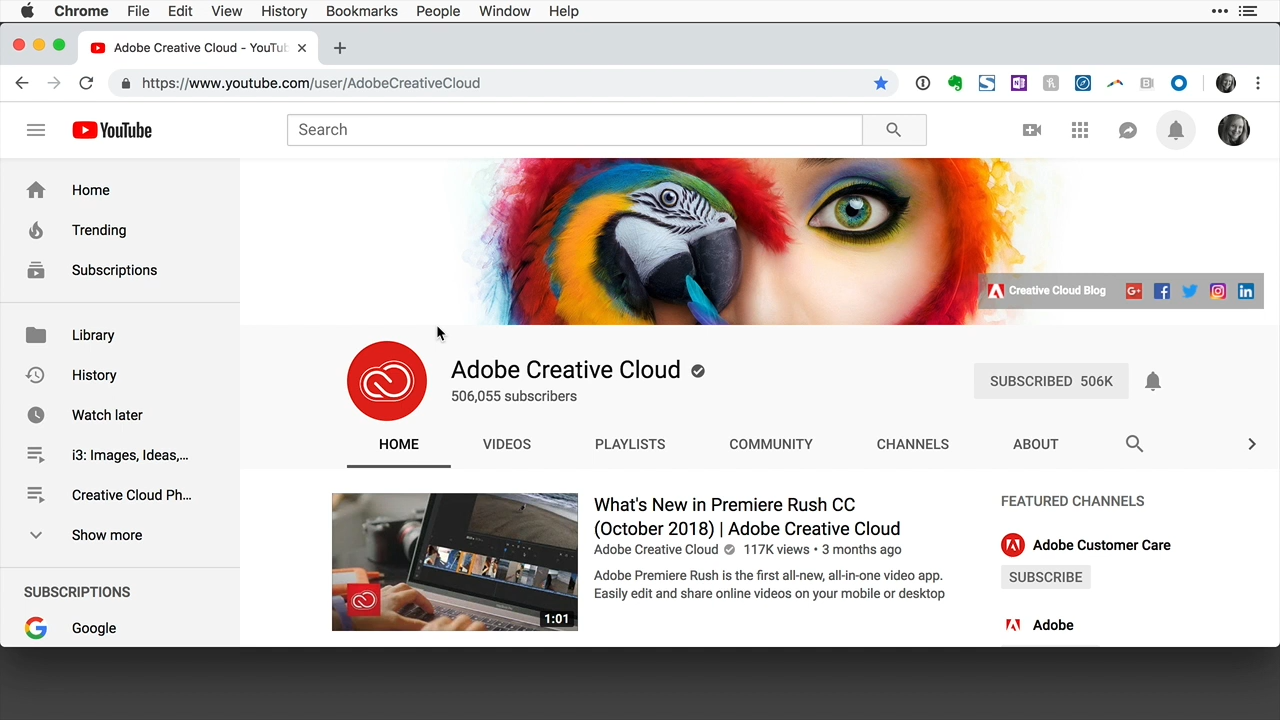 Chrome File Edit View History Bookmarks People Window Help
Adobe Creative Cloud - YouTub
https://www.youtube.com/user/AdobeCreativeCloud
YouTube
Search
Home
Trending
Subscriptions
Library
History
Watch later
i3: Images, Ideas,...
Creative Cloud Ph...
Show more
SUBSCRIPTIONS
Google
Creative Cloud Blog
Adobe Creative Cloud
506,055 subscribers
SUBSCRIBED 506K
HOME VIDEOS PLAYLISTS COMMUNITY CHANNELS ABOUT
1:01
What's New in Premiere Rush CC
(October 2018) | Adobe Creative Cloud
Adobe Creative Cloud 117K views • 3 months ago
Adobe Premiere Rush is the first all-new, all-in-one video app.
Easily edit and share online videos on your mobile or desktop
FEATURED CHANNELS
Adobe Customer Care
SUBSCRIBE
Adobe